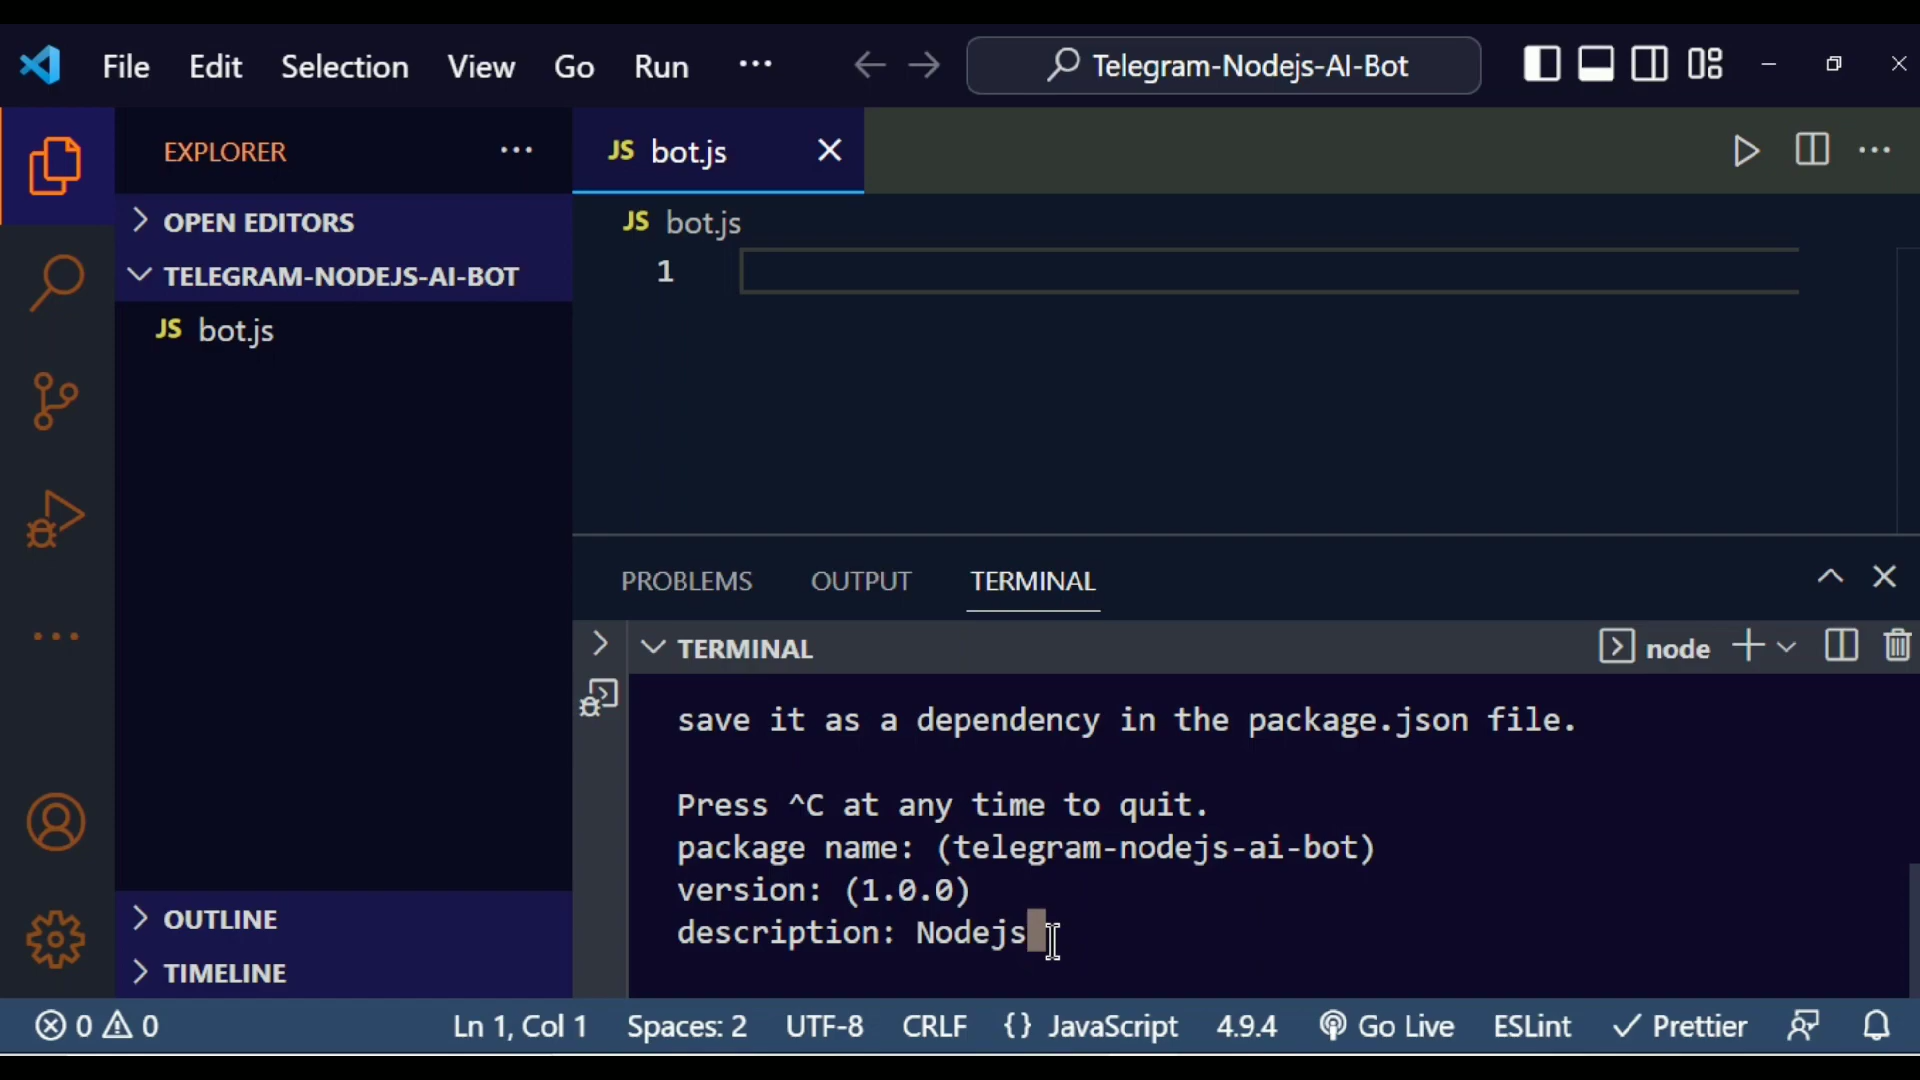 File Edit Selection View Go Run ··· Telegram-Nodejs-AI-Bot
EXPLORER ···
OPEN EDITORS
TELEGRAM-NODEJS-AI-BOT
JS bot.js
OUTLINE
TIMELINE
JS bot.js
JS bot.js
1
PROBLEMS OUTPUT TERMINAL
TERMINAL node
save it as a dependency in the package.json file.
Press ^C at any time to quit.
package name: (telegram-nodejs-ai-bot)
version: (1.0.0)
description: Nodejs
0 0 Ln 1, Col 1 Spaces: 2 UTF-8 CRLF {} JavaScript 4.9.4 Go Live ESLint Prettier